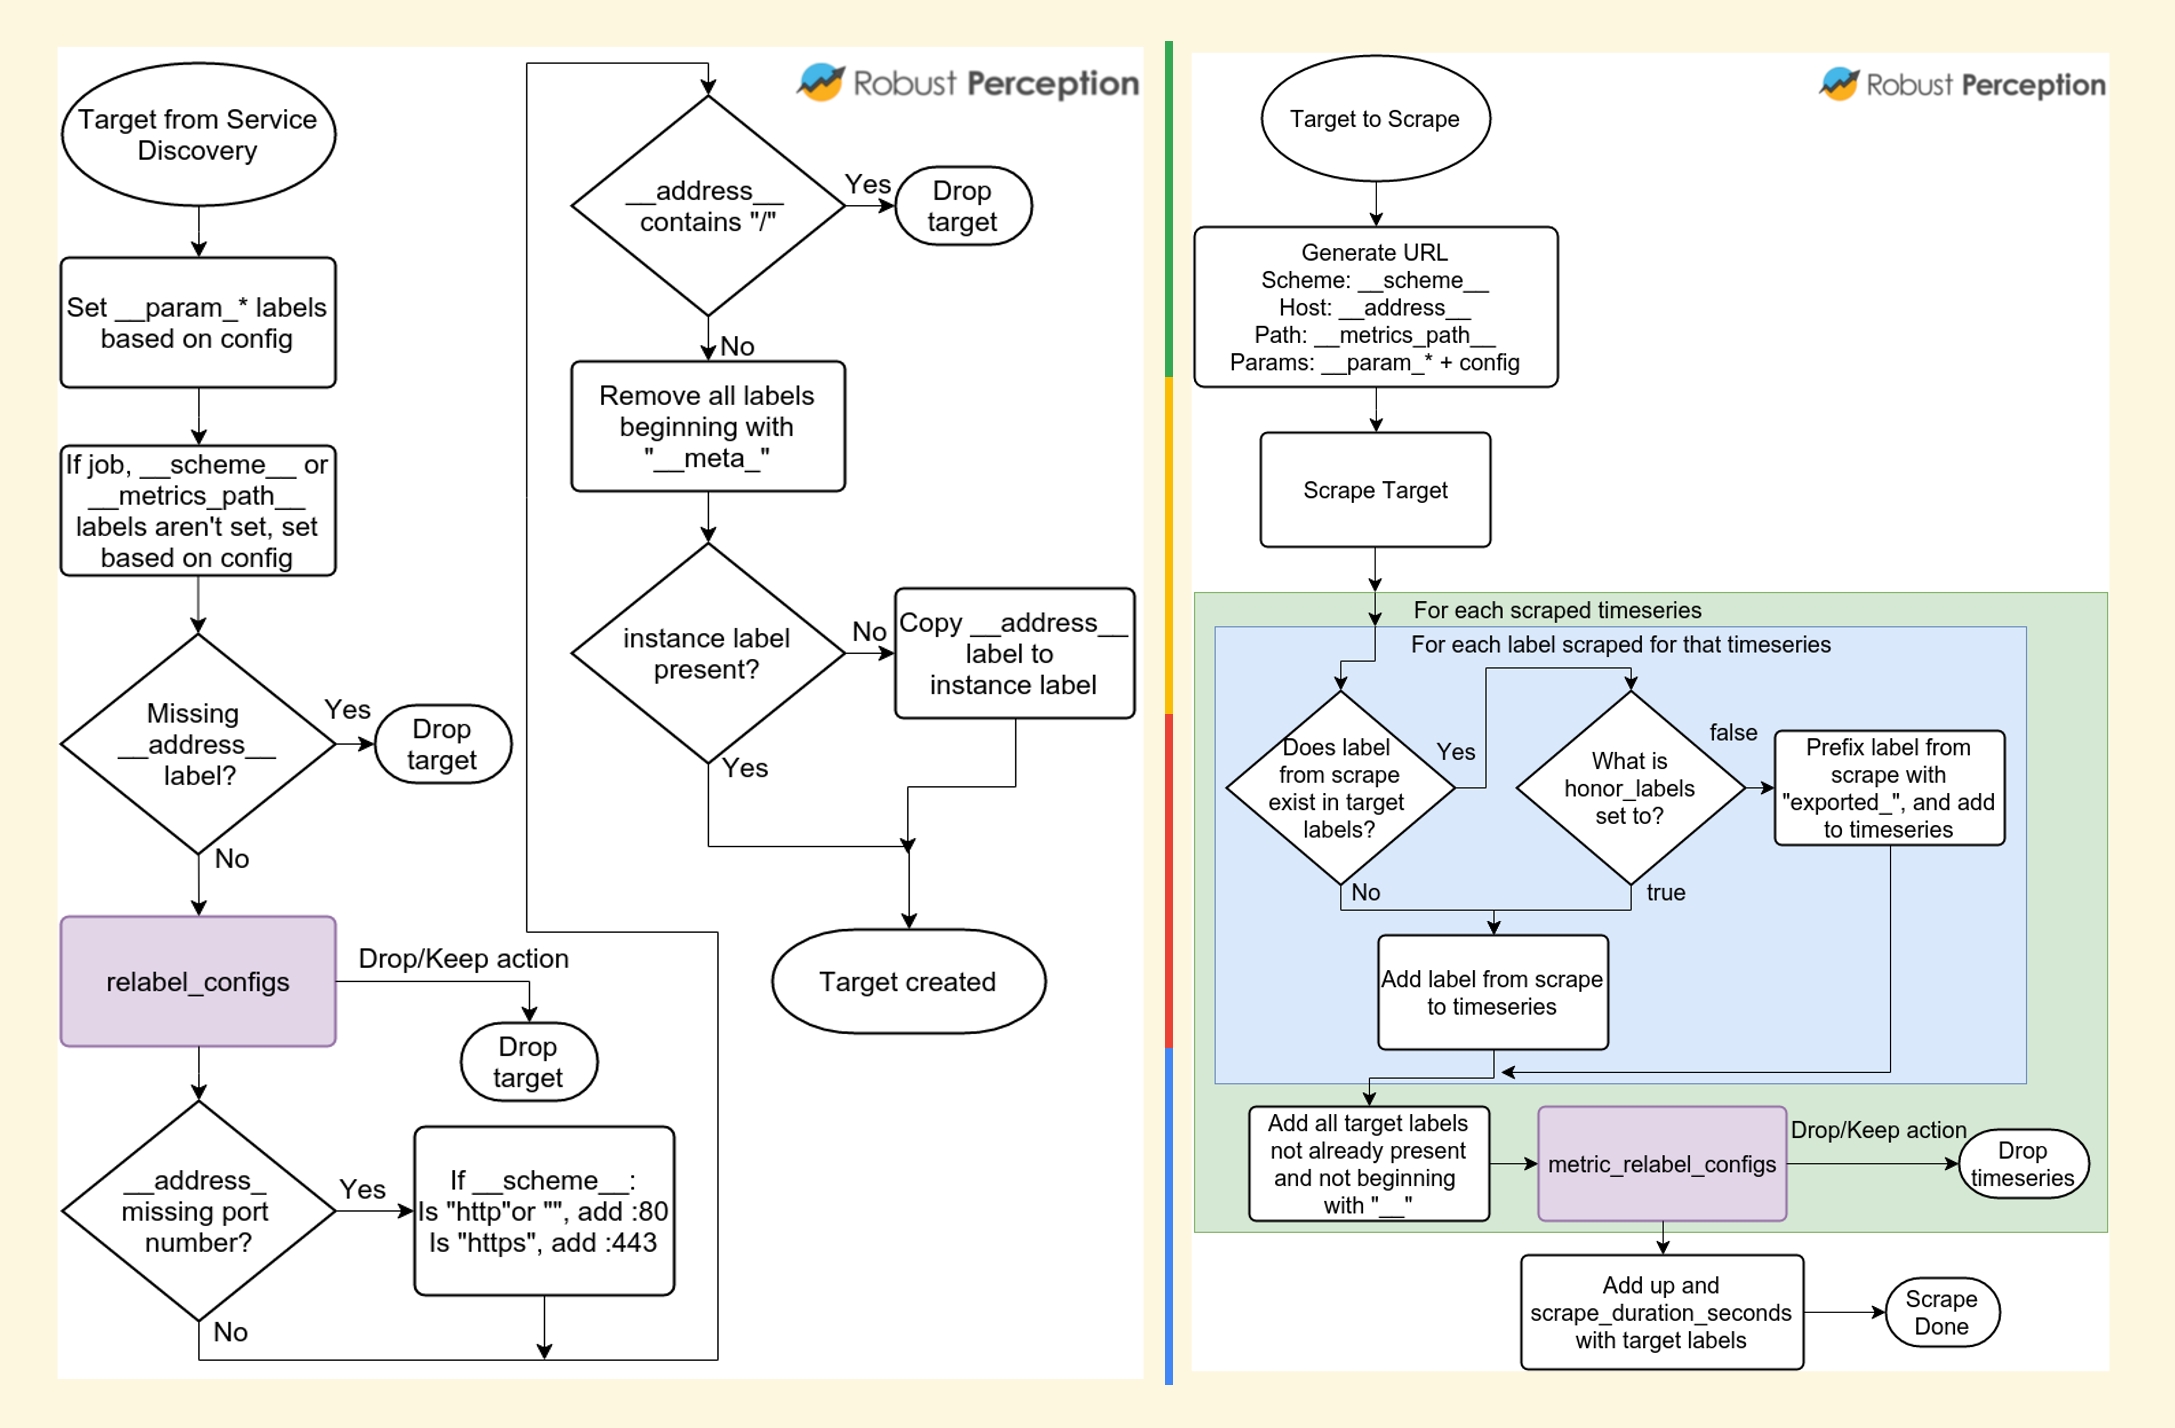 Robust Perception
Target from Service
Discovery
Set __param_* labels
based on config
If job, __scheme__ or
__metrics_path__
labels aren't set, set
based on config
Missing
__address__
label?
Yes
Drop
target
No
relabel_configs
Drop/Keep action
Drop
target
__address_
missing port
number?
Yes
If __scheme__:
Is "http"or "", add :80
Is "https", add :443
No
__address__
contains "/"
Yes
Drop
target
No
Remove all labels
beginning with
"__meta_"
instance label
present?
No
Copy __address__
label to
instance label
Yes
Target created
Robust Perception
Target to Scrape
Generate URL
Scheme: __scheme__
Host: __address__
Path: __metrics_path__
Params: __param_* + config
Scrape Target
For each scraped timeseries
For each label scraped for that timeseries
Does label
from scrape
exist in target
labels?
Yes
What is
honor_labels
set to?
false
Prefix label from
scrape with
"exported_", and add
to timeseries
No
true
Add label from scrape
to timeseries
Add all target labels
not already present
and not beginning
with "__"
metric_relabel_configs
Drop/Keep action
Drop
timeseries
Add up and
scrape_duration_seconds
with target labels
Scrape
Done